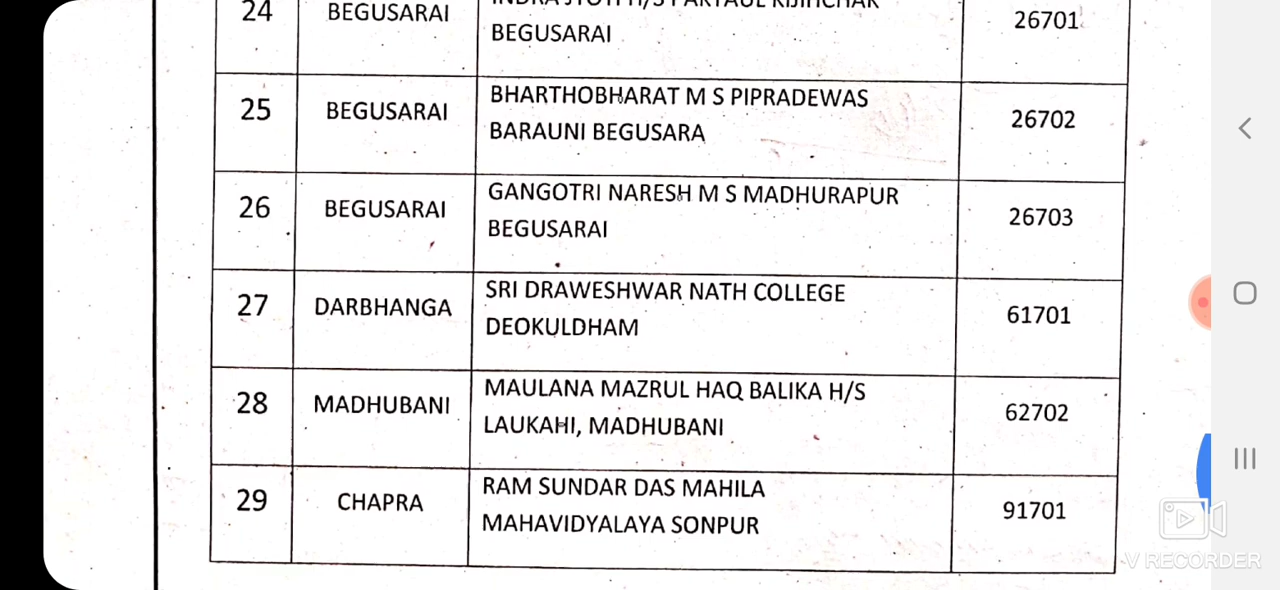 24 BEGUSARAI
BEGUSARAI
26701
25 BEGUSARAI BHARTHOBHARAT M S PIPRADEWAS
BARAUNI BEGUSARA
26702
26 BEGUSARAI GANGOTRI NARESH M S MADHURAPUR
BEGUSARAI
26703
27 DARBHANGA SRI DRAWESHWAR NATH COLLEGE
DEOKULDHAM
61701
28 MADHUBANI MAULANA MAZRUL HAQ BALIKA H/S
LAUKAHI, MADHUBANI
62702
29 CHAPRA RAM SUNDAR DAS MAHILA
MAHAVIDYALAYA SONPUR
91701
V RECORDER